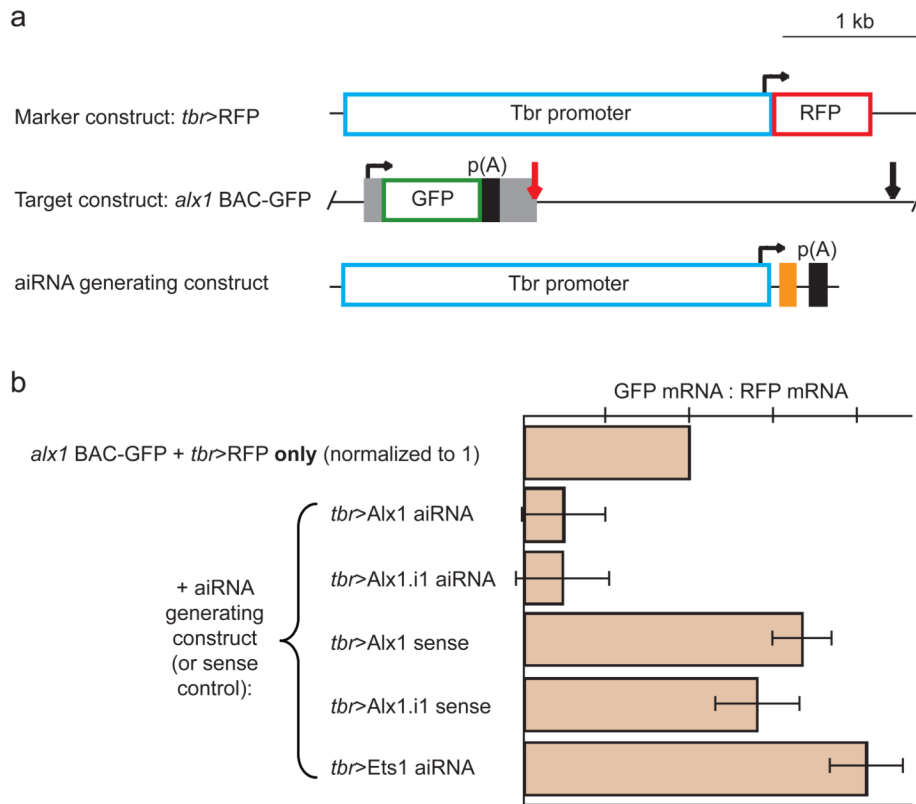 a
1 kb
Marker construct: tbr>RFP
Tbr promoter
RFP
p(A)
Target construct: alx1 BAC-GFP
GFP
p(A)
aiRNA generating construct
Tbr promoter
b
GFP mRNA : RFP mRNA
alx1 BAC-GFP + tbr>RFP only (normalized to 1)
tbr>Alx1 aiRNA
tbr>Alx1.i1 aiRNA
+ aiRNA
generating
construct
(or sense
control):
tbr>Alx1 sense
tbr>Alx1.i1 sense
tbr>Ets1 aiRNA